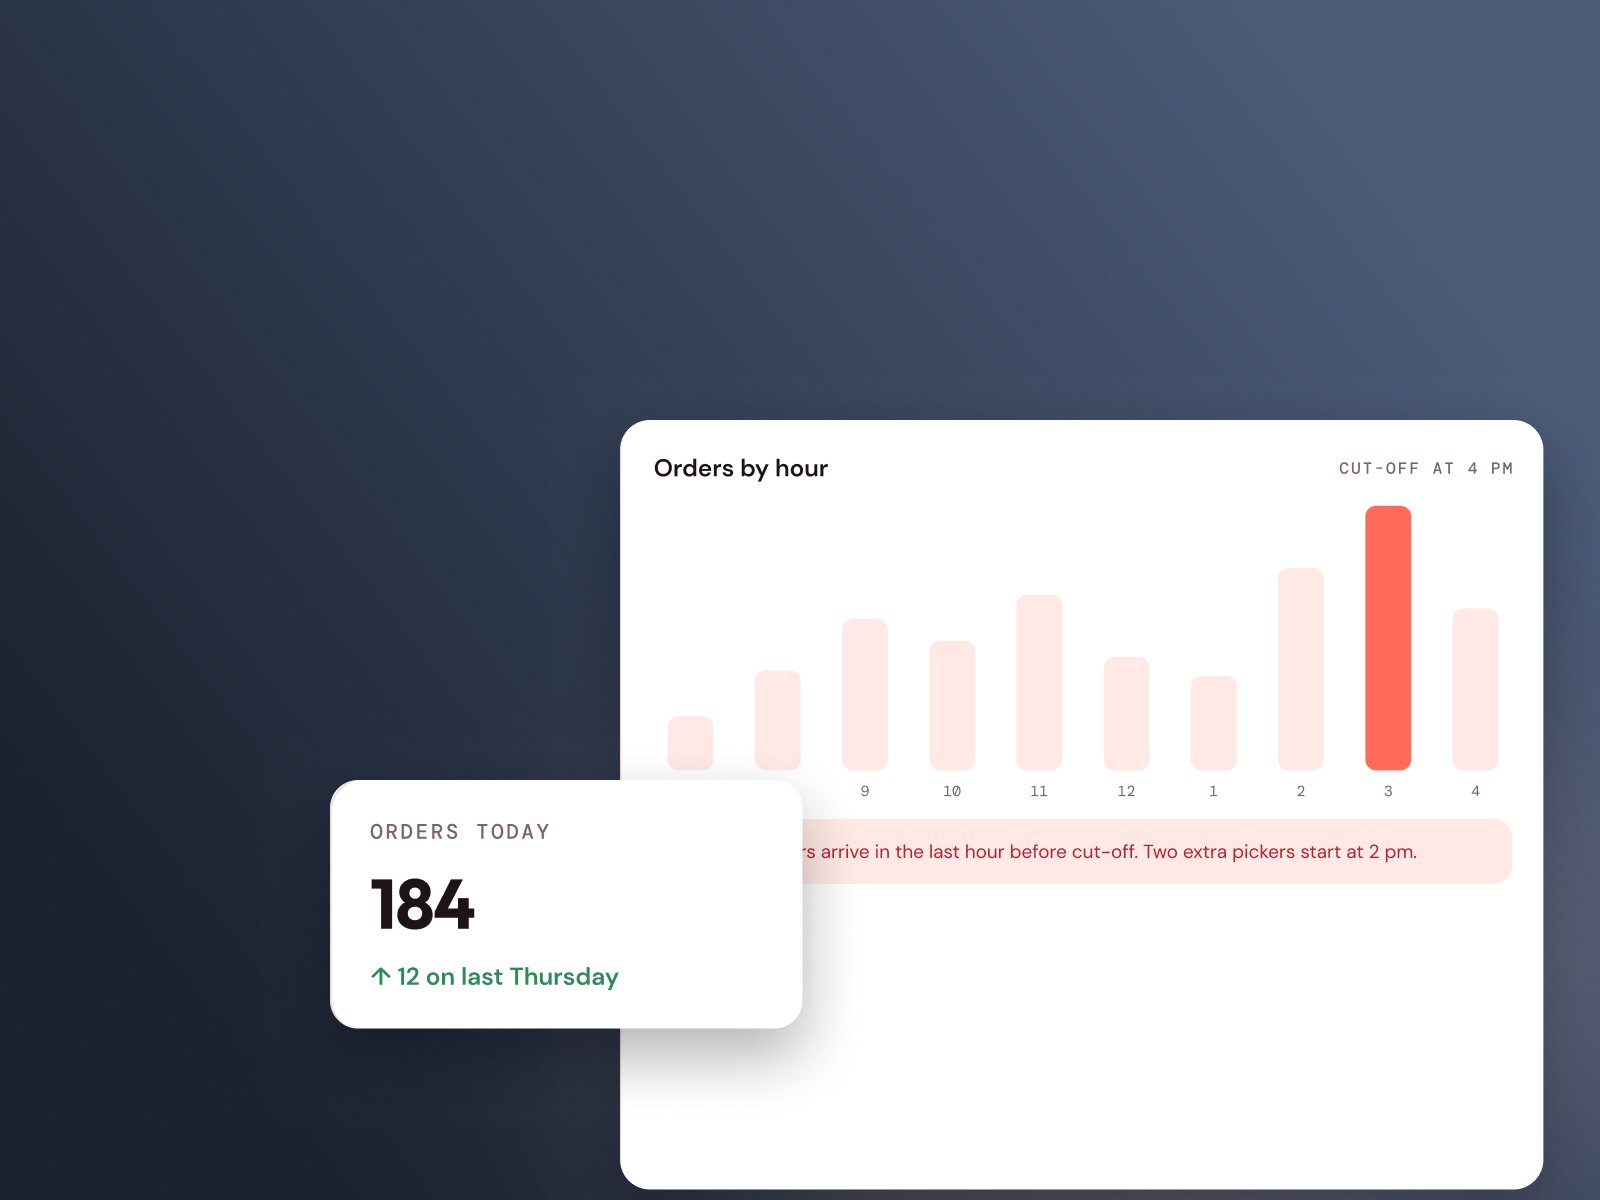 Orders by hour
CUT-OFF AT 4 PM
9 10 11 12 1 2 3 4
arrive in the last hour before cut-off. Two extra pickers start at 2 pm.
ORDERS TODAY
184
↑ 12 on last Thursday